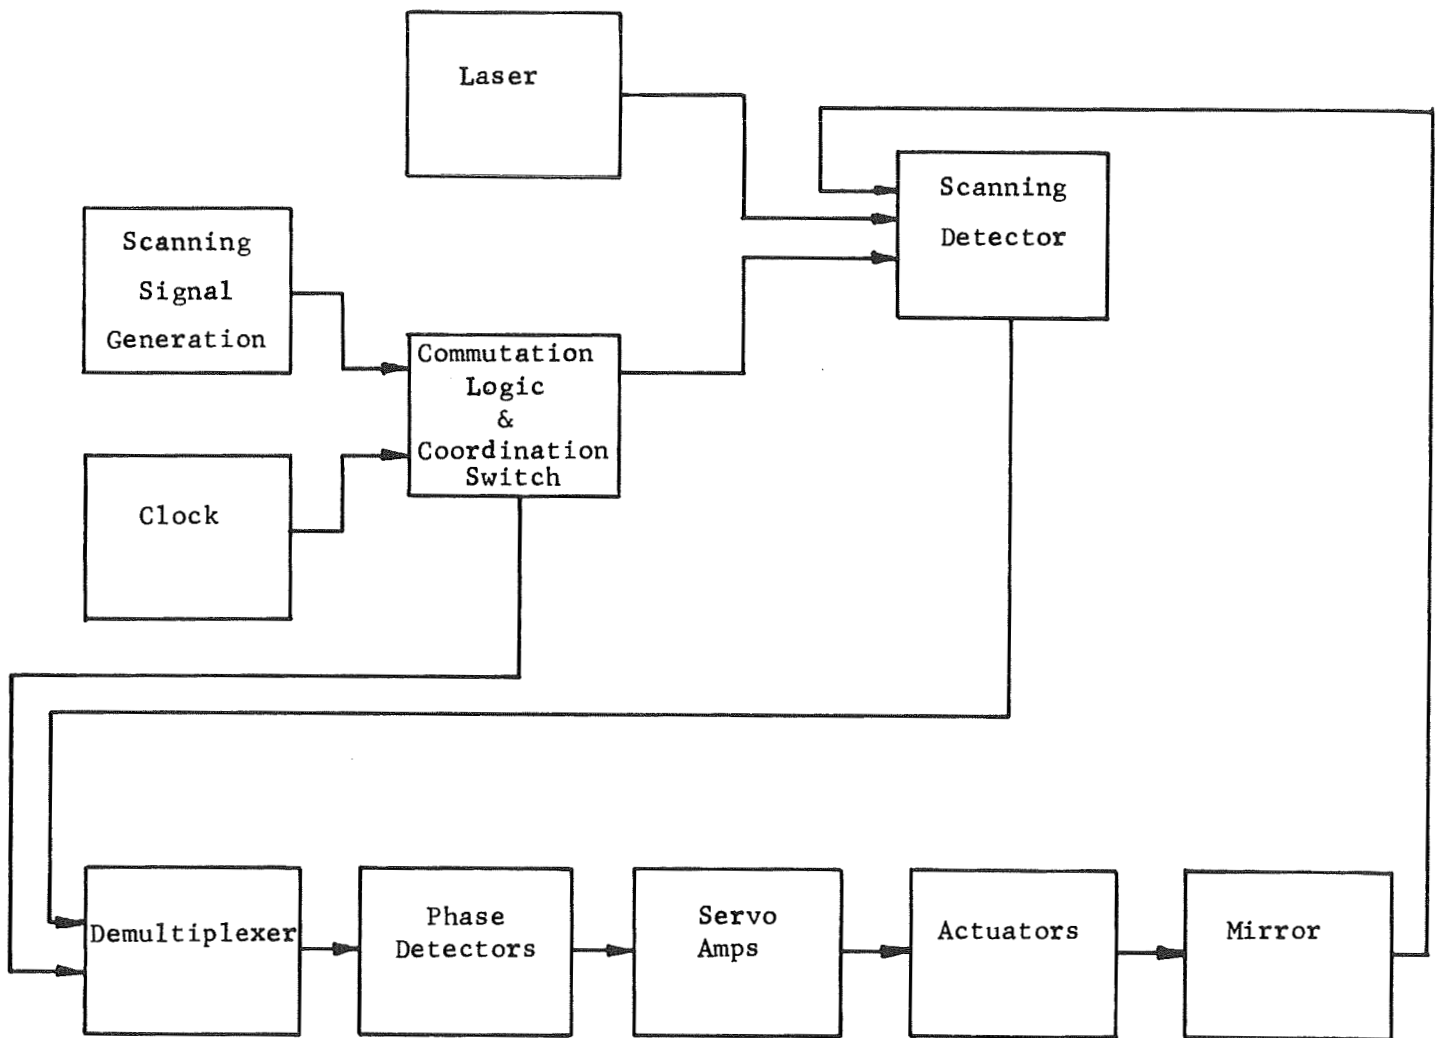 Laser
Scanning
Detector
Scanning
Signal
Generation
Commutation
Logic
&
Coordination
Switch
Clock
Demultiplexer
Phase
Detectors
Servo
Amps
Actuators
Mirror